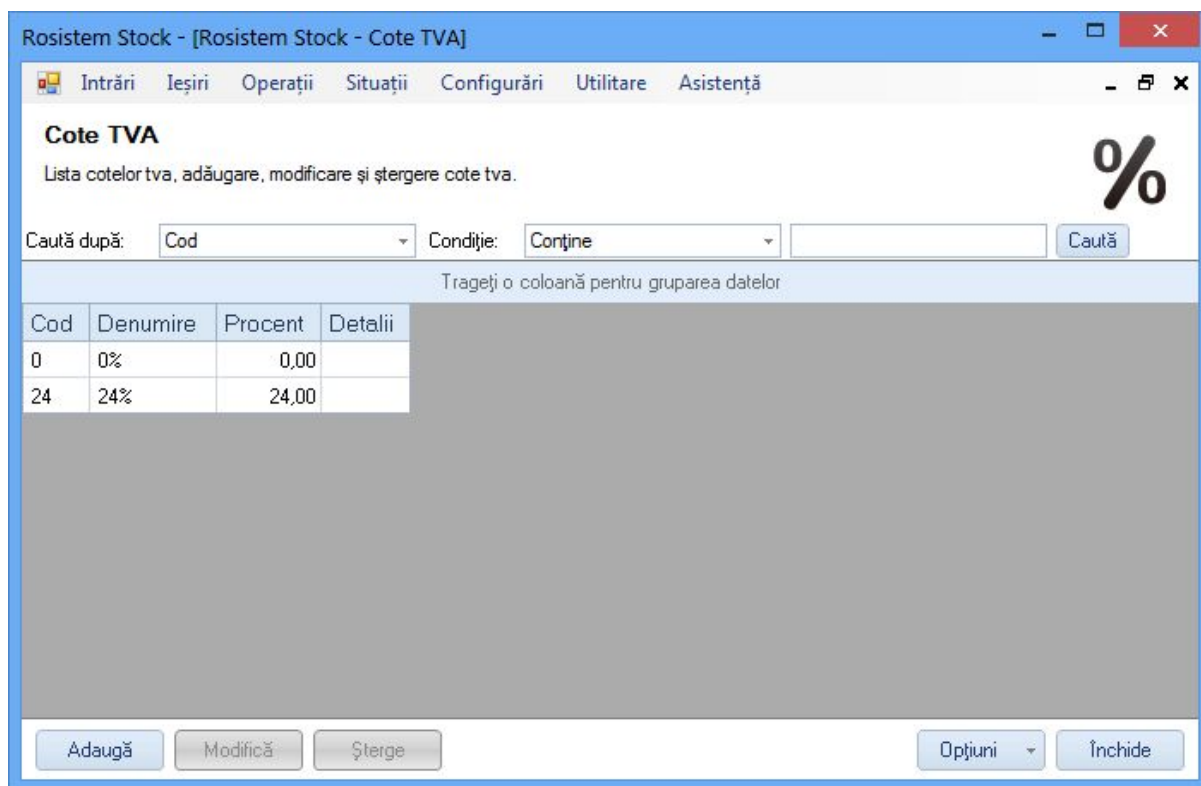 Rosistem Stock - [Rosistem Stock - Cote TVA]
Intrări Ieșiri Operații Situații Configurări Utilitare Asistență
Cote TVA
Lista cotelor tva, adăugare, modificare și ștergere cote tva.
%
Caută după: Cod Condiție: Conține Caută
Trageți o coloană pentru gruparea datelor
Cod Denumire Procent Detalii
0 0% 0,00
24 24% 24,00
Adaugă Modifică Șterge Opțiuni Închide